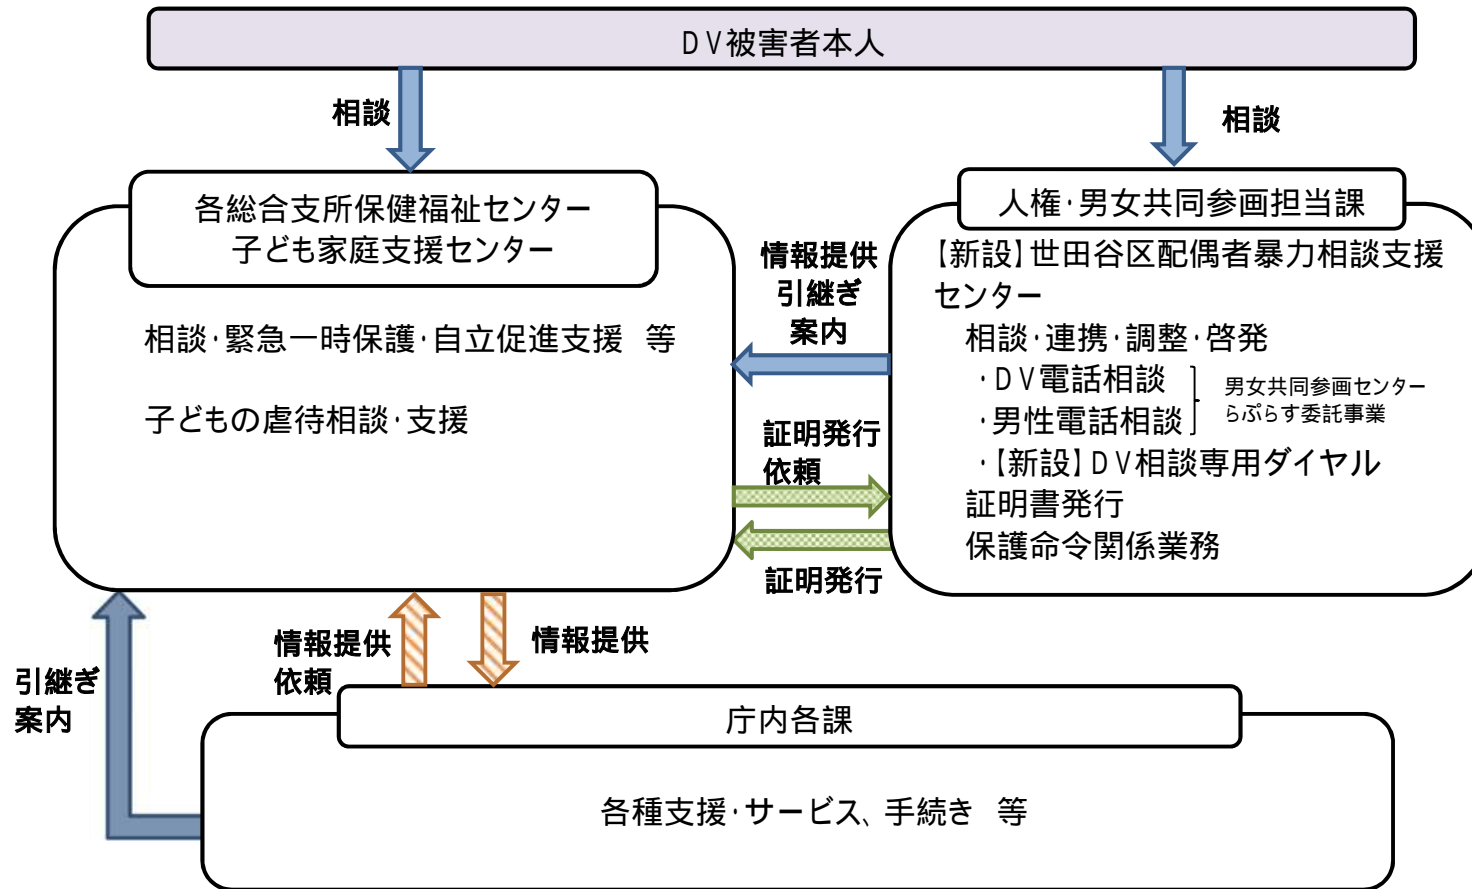 DV被害者本人
相談
相談
各総合支所保健福祉センター
子ども家庭支援センター
相談・緊急一時保護・自立促進支援 等
子どもの虐待相談・支援
情報提供
引継ぎ
案内
証明発行
依頼
証明発行
人権・男女共同参画担当課
【新設】世田谷区配偶者暴力相談支援
センター
相談・連携・調整・啓発
・DV電話相談
・男性電話相談
男女共同参画センター
らぷらす委託事業
・【新設】DV相談専用ダイヤル
証明書発行
保護命令関係業務
引継ぎ
案内
情報提供
依頼
情報提供
庁内各課
各種支援・サービス、手続き 等